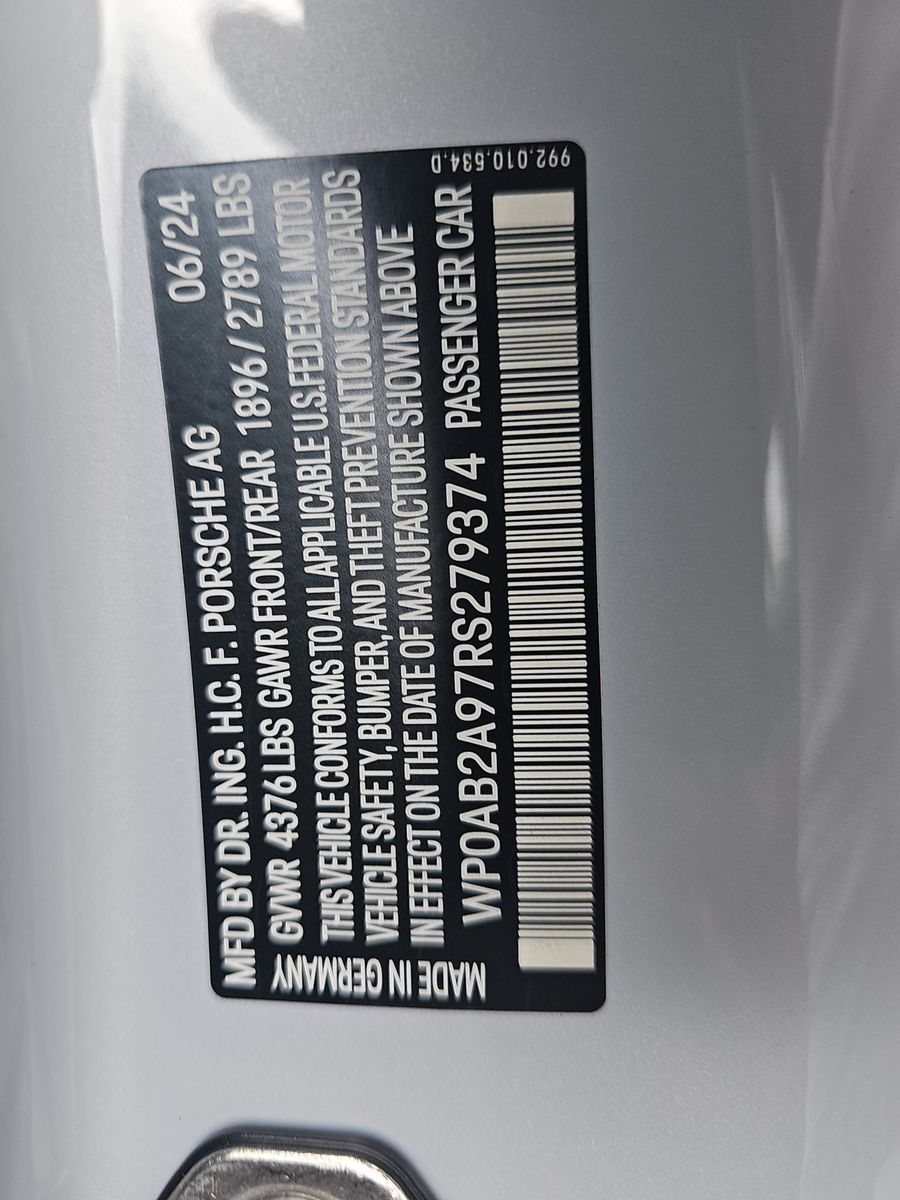 MFD BY DR. ING. H.C. F. PORSCHE AG 06/24
GVWR 4376 LBS GAWR FRONT/REAR 1896 / 2789 LBS
THIS VEHICLE CONFORMS TO ALL APPLICABLE U.S.FEDERAL MOTOR
VEHICLE SAFETY, BUMPER, AND THEFT PREVENTION STANDARDS
IN EFFECT ON THE DATE OF MANUFACTURE SHOWN ABOVE
WP0AB2A97RS279374 PASSENGER CAR
MADE IN GERMANY
992.010.534.D